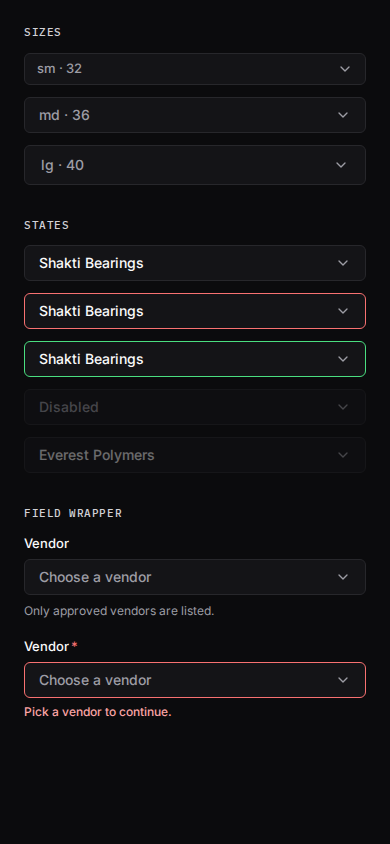 SIZES
sm · 32
md · 36
lg · 40
STATES
Shakti Bearings
Shakti Bearings
Shakti Bearings
Disabled
Everest Polymers
FIELD WRAPPER
Vendor
Choose a vendor
Only approved vendors are listed.
Vendor *
Choose a vendor
Pick a vendor to continue.